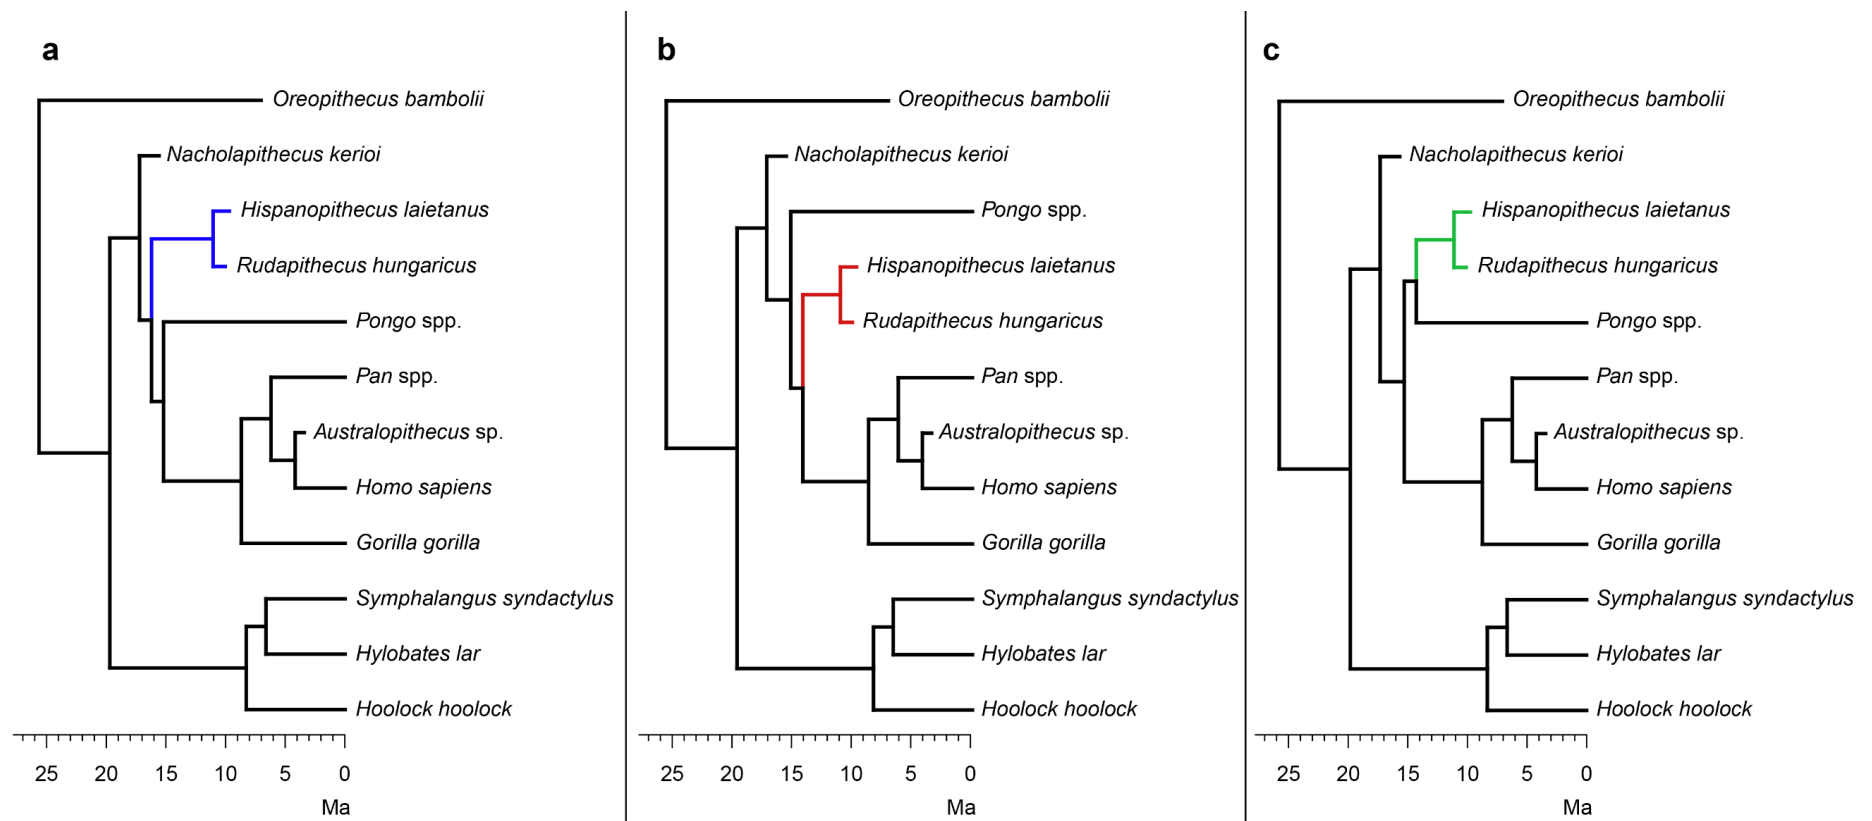 a
Oreopithecus bambolii
Nacholapithecus kerioi
Hispanopithecus laietanus
Rudapithecus hungaricus
Pongo spp.
Pan spp.
Australopithecus sp.
Homo sapiens
Gorilla gorilla
Symphalangus syndactylus
Hylobates lar
Hoolock hoolock
25 20 15 10 5 0
Ma
b
Oreopithecus bambolii
Nacholapithecus kerioi
Pongo spp.
Hispanopithecus laietanus
Rudapithecus hungaricus
Pan spp.
Australopithecus sp.
Homo sapiens
Gorilla gorilla
Symphalangus syndactylus
Hylobates lar
Hoolock hoolock
25 20 15 10 5 0
Ma
c
Oreopithecus bambolii
Nacholapithecus kerioi
Hispanopithecus laietanus
Rudapithecus hungaricus
Pongo spp.
Pan spp.
Australopithecus sp.
Homo sapiens
Gorilla gorilla
Symphalangus syndactylus
Hylobates lar
Hoolock hoolock
25 20 15 10 5 0
Ma